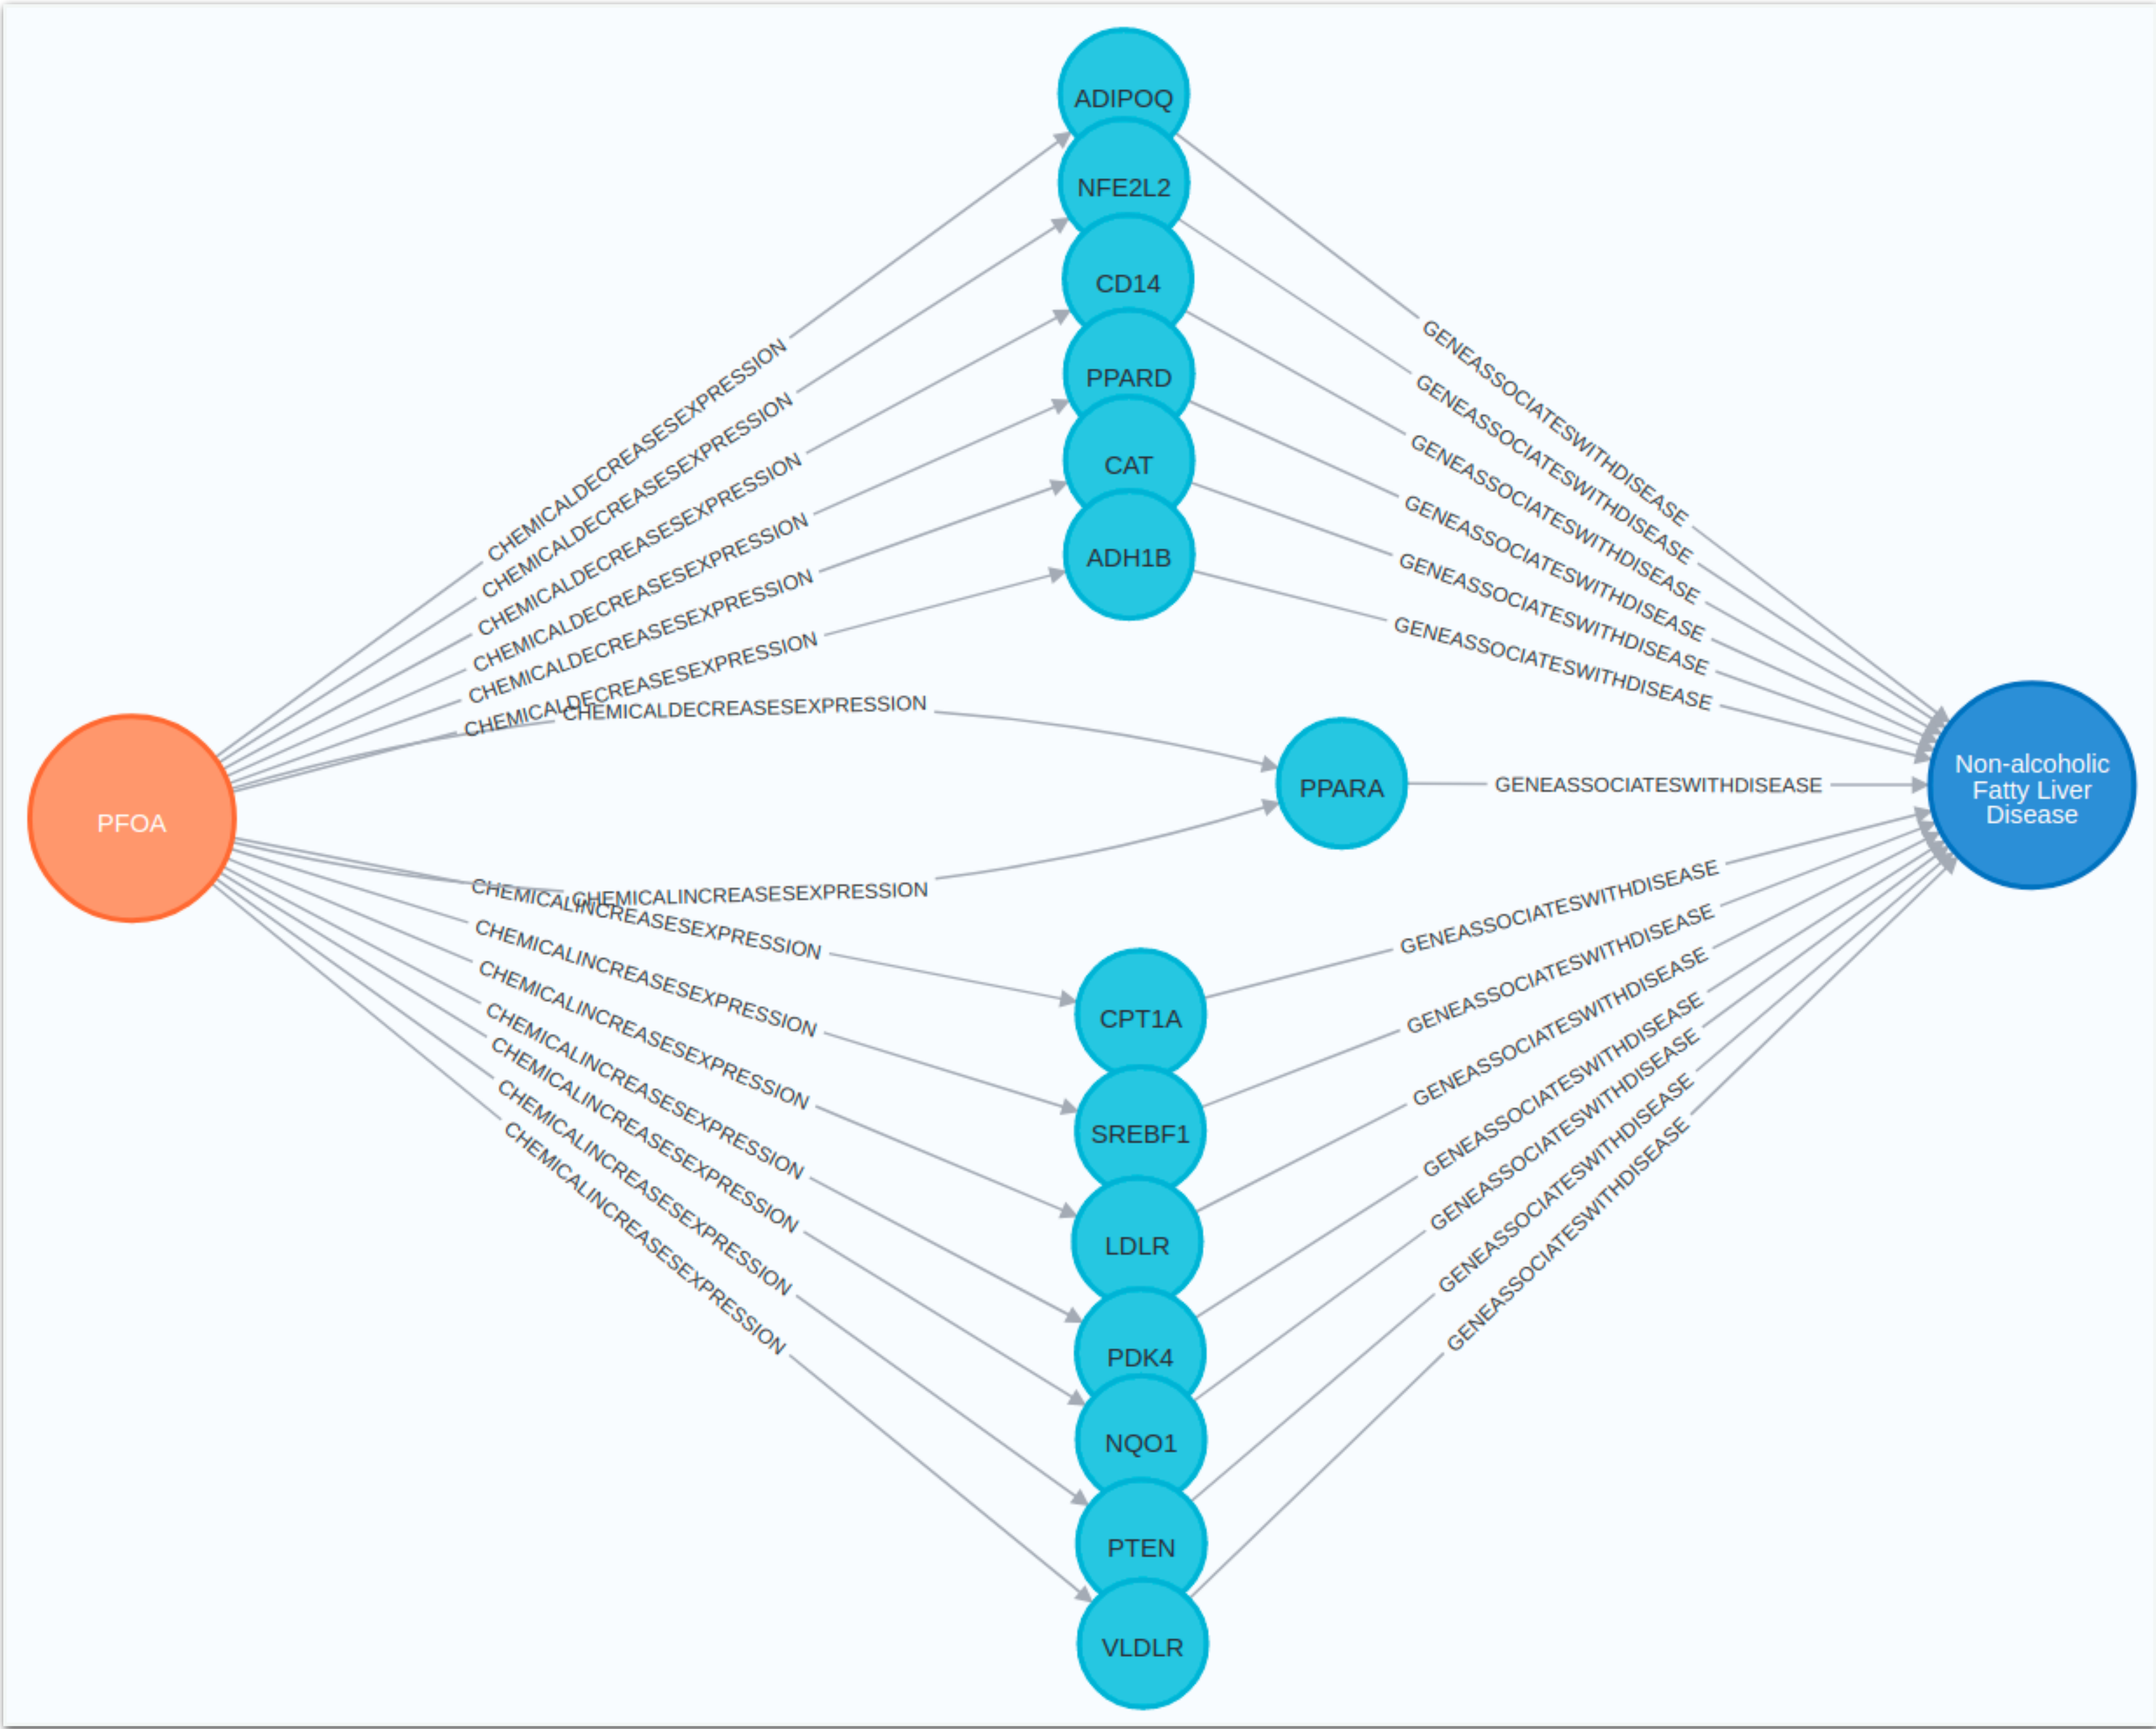 ADIPOQ
NFE2L2
CD14
PPARD
CAT
ADH1B
CHEMICALDECREASESEXPRESSION
CHEMICALDECREASESEXPRESSION
CHEMICALDECREASESEXPRESSION
CHEMICALDECREASESEXPRESSION
CHEMICALDECREASESEXPRESSION
CHEMICALDECREASESEXPRESSION
CHEMICALDECREASESEXPRESSION
GENEASSOCIATESWITHDISEASE
GENEASSOCIATESWITHDISEASE
GENEASSOCIATESWITHDISEASE
GENEASSOCIATESWITHDISEASE
GENEASSOCIATESWITHDISEASE
GENEASSOCIATESWITHDISEASE
PFOA
PPARA
GENEASSOCIATESWITHDISEASE
Non-alcoholic
Fatty Liver
Disease
CHEMICALINCREASESEXPRESSION
CHEMICALINCREASESEXPRESSION
CHEMICALINCREASESEXPRESSION
CHEMICALINCREASESEXPRESSION
CHEMICALINCREASESEXPRESSION
CHEMICALINCREASESEXPRESSION
CHEMICALINCREASESEXPRESSION
CHEMICALINCREASESEXPRESSION
GENEASSOCIATESWITHDISEASE
GENEASSOCIATESWITHDISEASE
GENEASSOCIATESWITHDISEASE
GENEASSOCIATESWITHDISEASE
GENEASSOCIATESWITHDISEASE
GENEASSOCIATESWITHDISEASE
GENEASSOCIATESWITHDISEASE
CPT1A
SREBF1
LDLR
PDK4
NQO1
PTEN
VLDLR